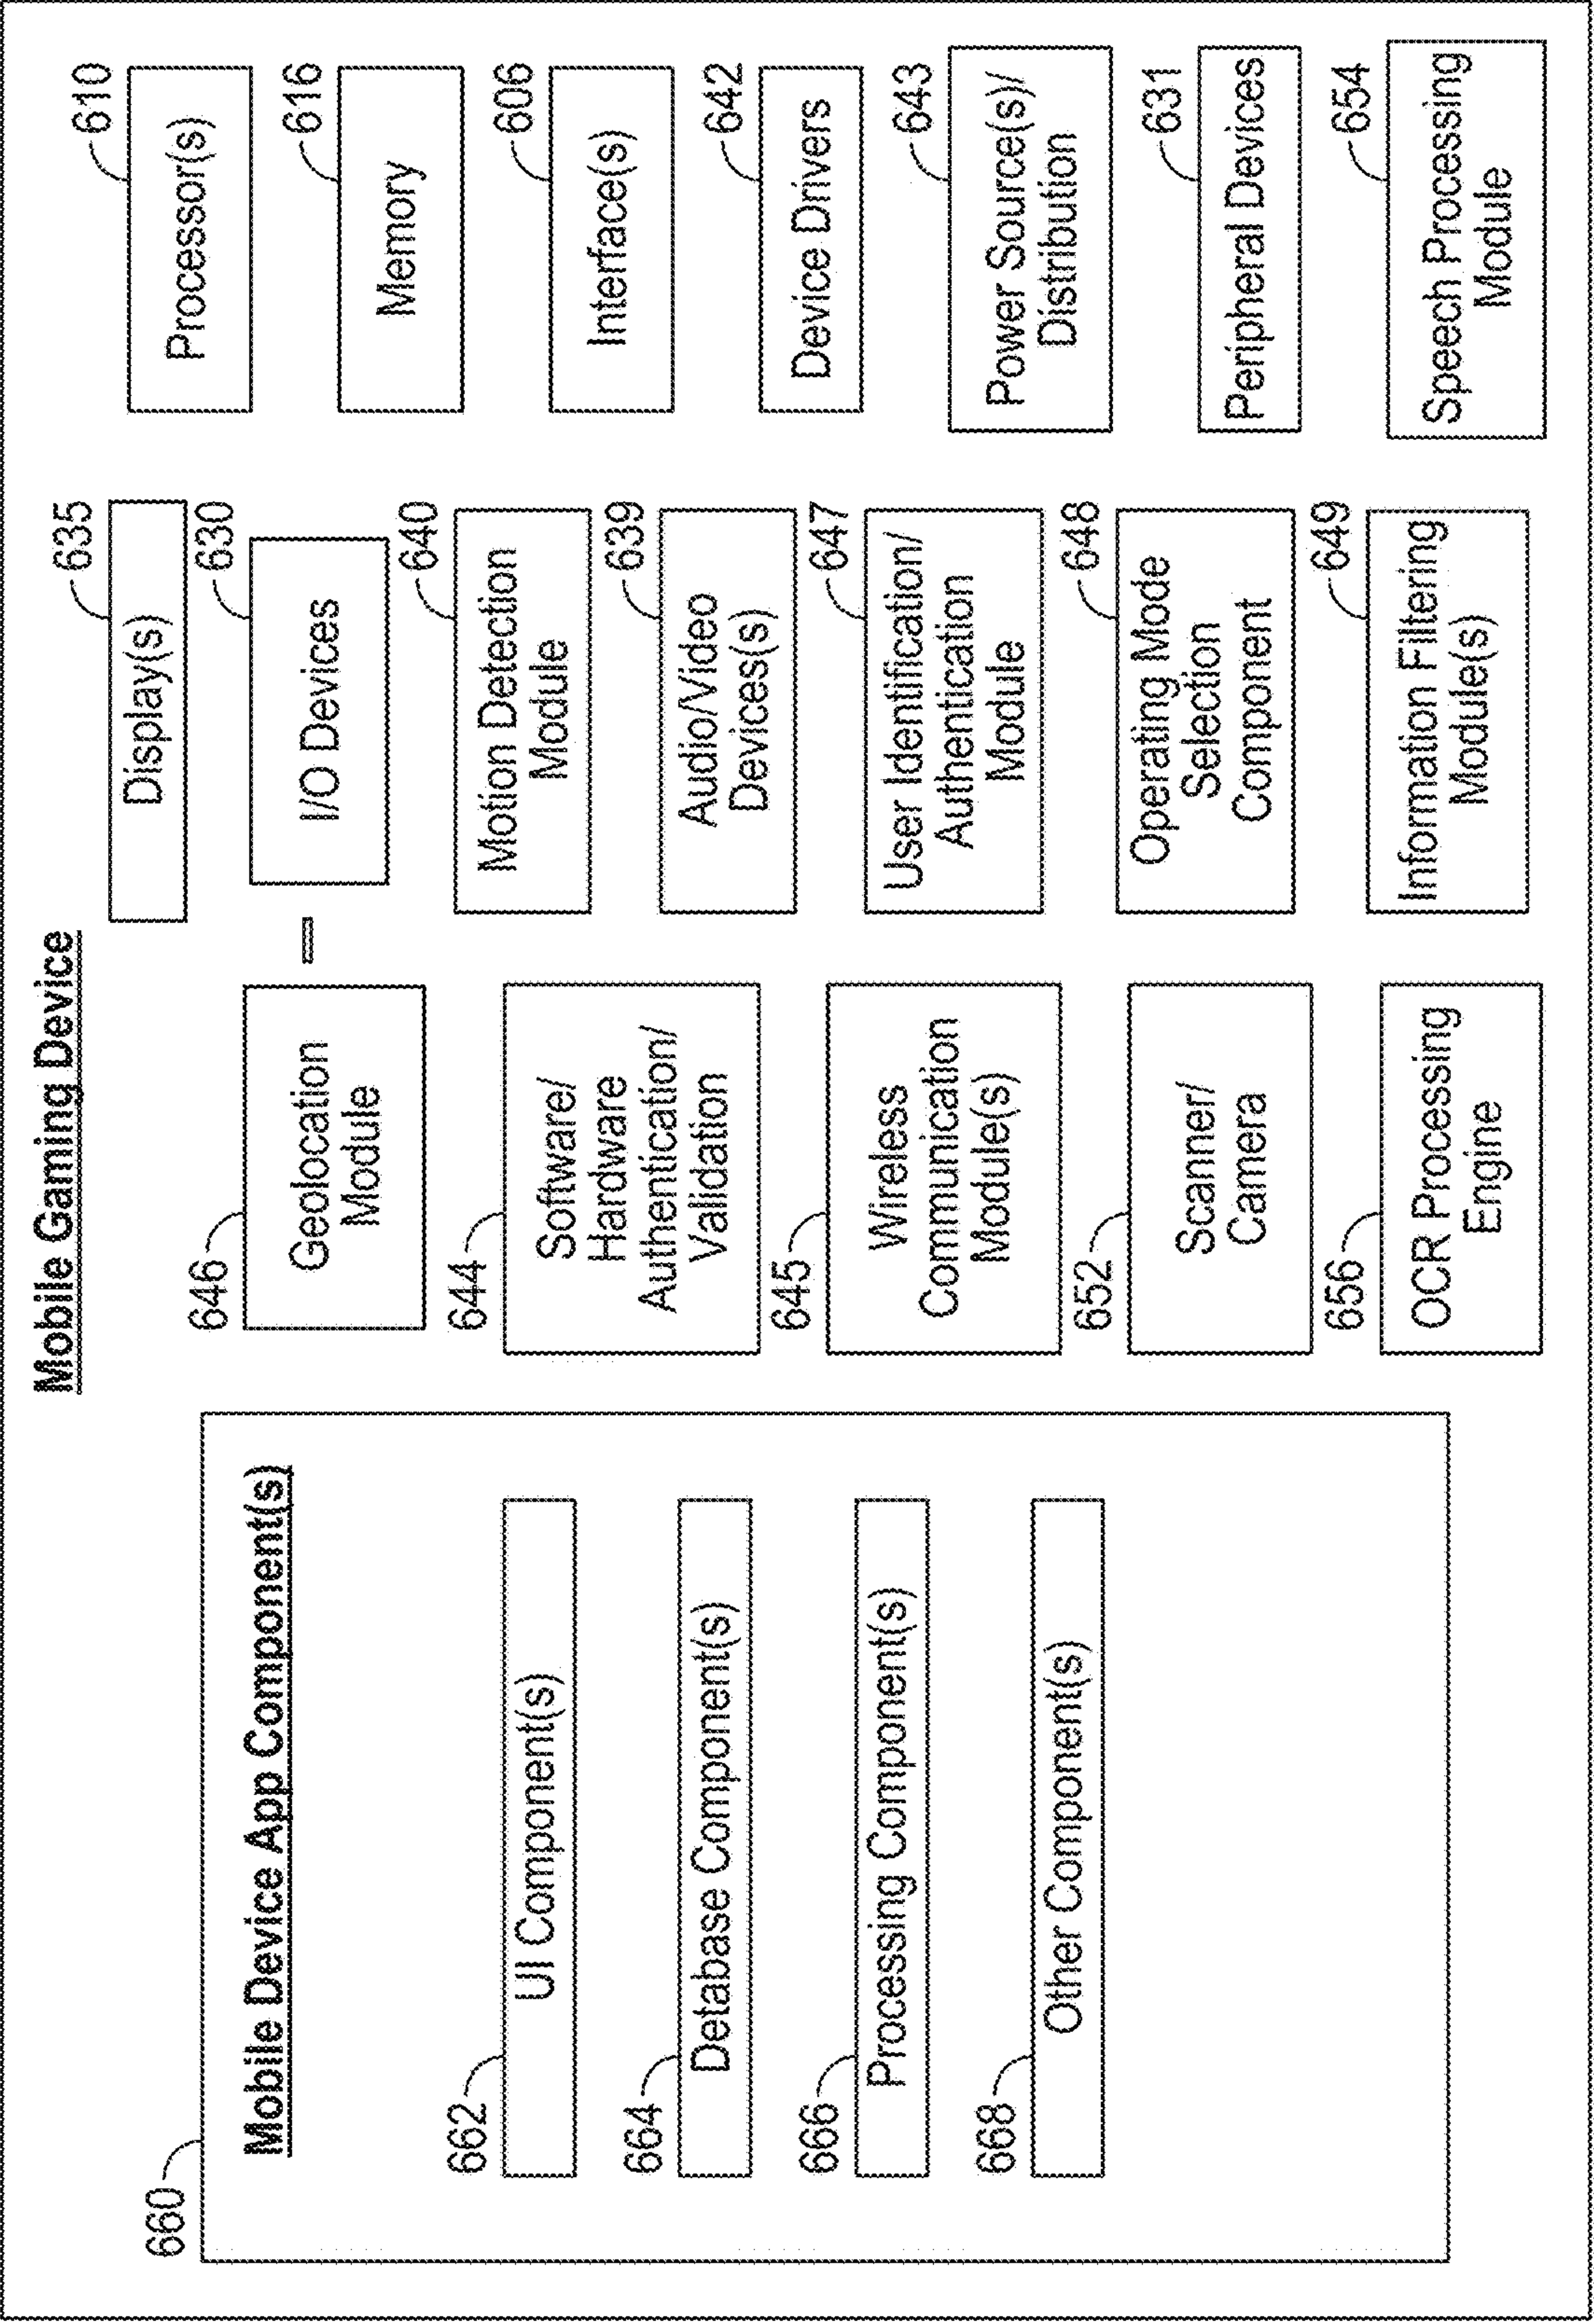 Mobile Gaming Device
660
Mobile Device App Component(s)
662
UI Component(s)
664
Detabase Component(s)
666
Processing Component(s)
668
Other Component(s)
646
Geolocation
Module
644
Software/
Hardware
Authentication/
Validation
645
Wireless
Communication
Module(s)
652
Scanner/
Camera
656
OCR Processing
Engine
635
Display(s)
630
I/O Devices
640
Motion Detection
Module
639
Audio/Video
Devices(s)
647
User Identification/
Authentication
Module
648
Operating Mode
Selection
Component
649
Information Filtering
Module(s)
610
Processor(s)
616
Memory
606
Interface(s)
642
Device Drivers
643
Power Source(s)/
Distribution
631
Peripheral Devices
654
Speech Processing
Module